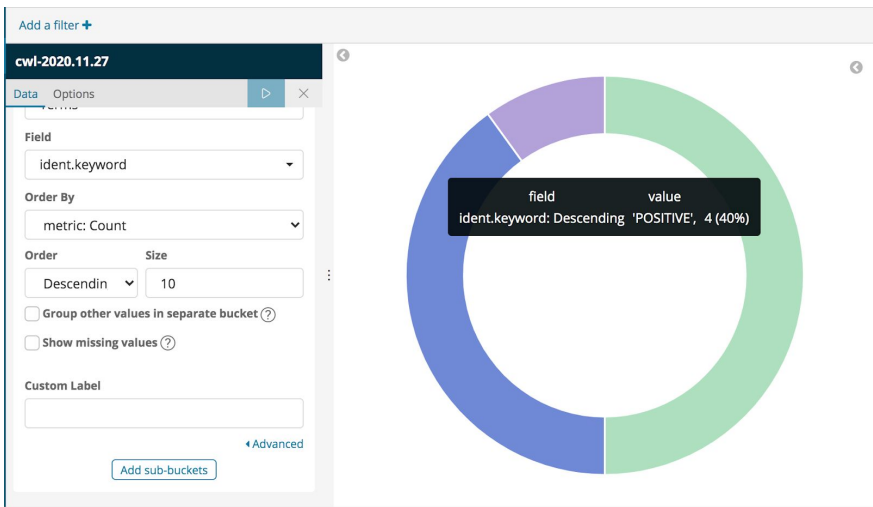 Add a filter +
cwl-2020.11.27
Data Options
Field
ident.keyword
Order By
metric: Count
Order Size
Descendin 10
Group other values in separate bucket ?
Show missing values ?
Custom Label
Advanced
Add sub-buckets
field value
ident.keyword: Descending 'POSITIVE', 4 (40%)